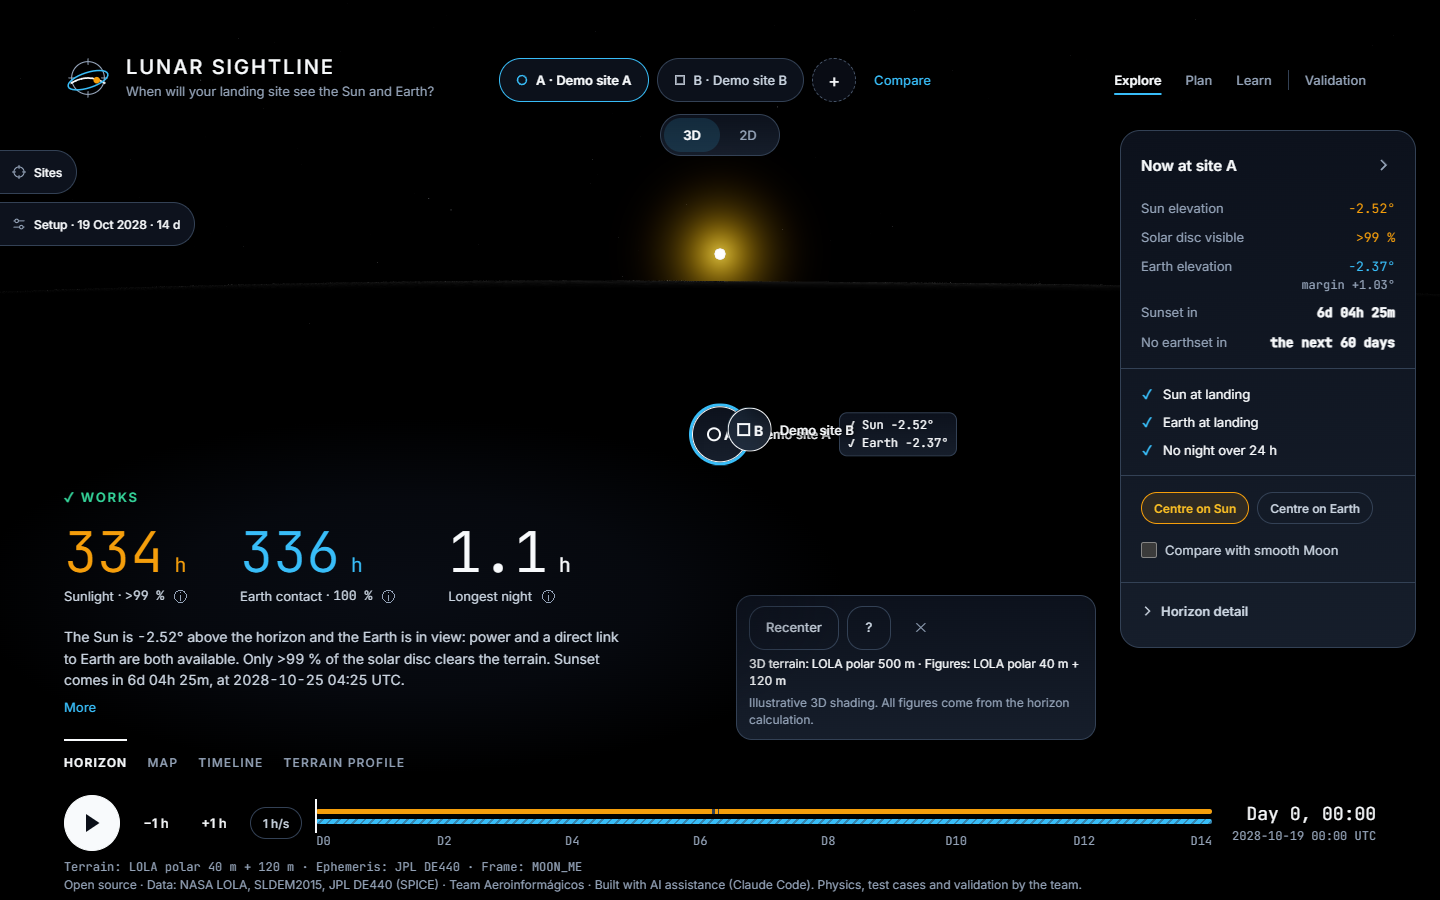 LUNAR SIGHTLINE
When will your landing site see the Sun and Earth?
A · Demo site A
B · Demo site B
+
Compare
Explore
Plan
Learn
Validation
3D
2D
Sites
Setup · 19 Oct 2028 · 14 d
Now at site A
Sun elevation -2.52°
Solar disc visible >99 %
Earth elevation -2.37°
margin +1.03°
Sunset in 6d 04h 25m
No earthset in the next 60 days
✓ Sun at landing
✓ Earth at landing
✓ No night over 24 h
Centre on Sun
Centre on Earth
Compare with smooth Moon
Horizon detail
B
Demo site B
site A
✓ Sun -2.52°
✓ Earth -2.37°
✓ WORKS
334 h
Sunlight · >99 %
336 h
Earth contact · 100 %
1.1 h
Longest night
The Sun is -2.52° above the horizon and the Earth is in view: power and a direct link
to Earth are both available. Only >99 % of the solar disc clears the terrain. Sunset
comes in 6d 04h 25m, at 2028-10-25 04:25 UTC.
More
Recenter
?
3D terrain: LOLA polar 500 m · Figures: LOLA polar 40 m +
120 m
Illustrative 3D shading. All figures come from the horizon
calculation.
HORIZON
MAP
TIMELINE
TERRAIN PROFILE
−1 h
+1 h
1 h/s
D0 D2 D4 D6 D8 D10 D12 D14
Day 0, 00:00
2028-10-19 00:00 UTC
Terrain: LOLA polar 40 m + 120 m · Ephemeris: JPL DE440 · Frame: MOON_ME
Open source · Data: NASA LOLA, SLDEM2015, JPL DE440 (SPICE) · Team Aeroinformágicos · Built with AI assistance (Claude Code). Physics, test cases and validation by the team.